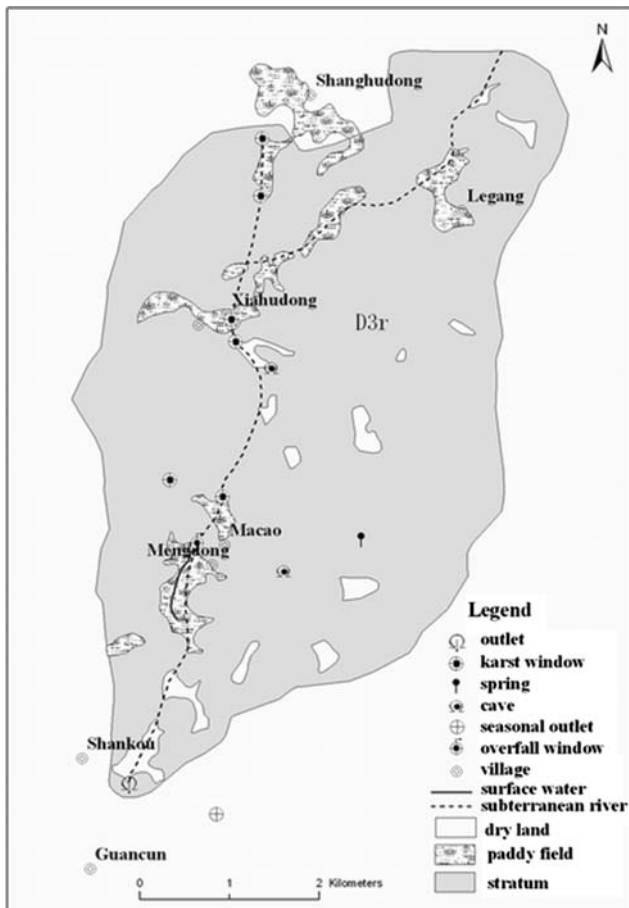 N
Shanghudong
Legang
Xiahudong
D3r
Macao
Mengdong
Legend
outlet
karst window
spring
cave
seasonal outlet
overfall window
village
surface water
subterranean river
dry land
paddy field
stratum
Shankou
Guancun
0 1 2 Kilometers